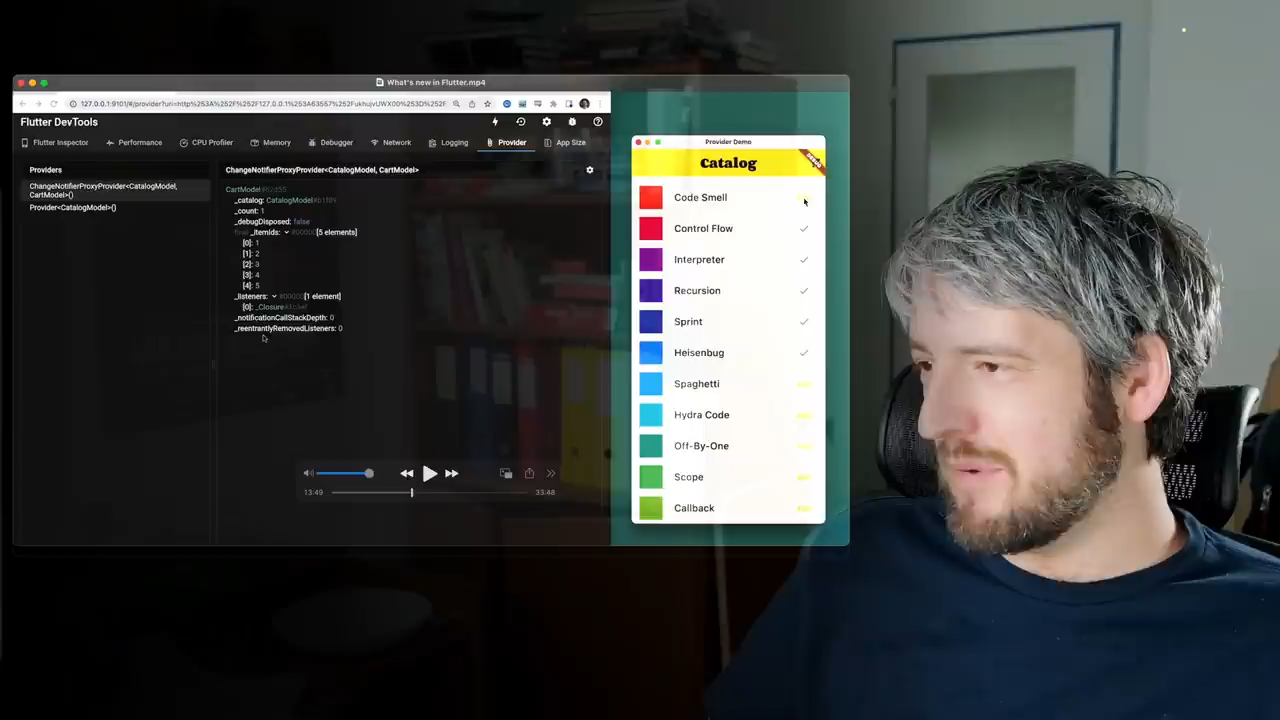 What's new in Flutter.mp4
Flutter DevTools
Flutter Inspector
Performance
CPU Profiler
Memory
Debugger
Network
Logging
Provider
App Size
Providers
ChangeNotifierProxyProvider<CatalogModel,
CartModel>()
Provider<CatalogModel>()
ChangeNotifierProxyProvider<CatalogModel, CartModel>
CartModel
_catalog: CatalogModel
_count: 1
_debugDisposed: false
final _itemIds: #00000 [5 elements]
[0]: 1
[1]: 2
[2]: 3
[3]: 4
[4]: 5
_listeners: #00000 [1 element]
[0]: _Closure
_notificationCallStackDepth: 0
_reentrantlyRemovedListeners: 0
13:49
33:48
Provider Demo
Catalog
Code Smell
Control Flow
Interpreter
Recursion
Sprint
Heisenbug
Spaghetti
Hydra Code
Off-By-One
Scope
Callback